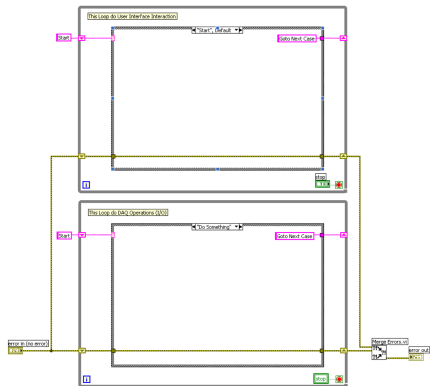 This Loop do User Interface Interaction
"Start", Default
Start
Goto Next Case
stop
i
This Loop do DAQ Operations (I/O)
"Do Something"
Start
Goto Next Case
error in (no error)
Merge Errors.vi
error out
i
stop